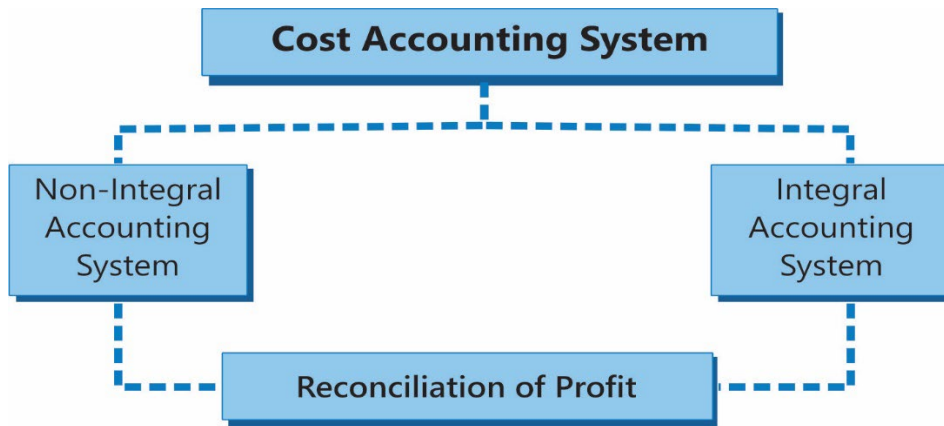 Cost Accounting System
Non-Integral
Accounting
System
Integral
Accounting
System
Reconciliation of Profit